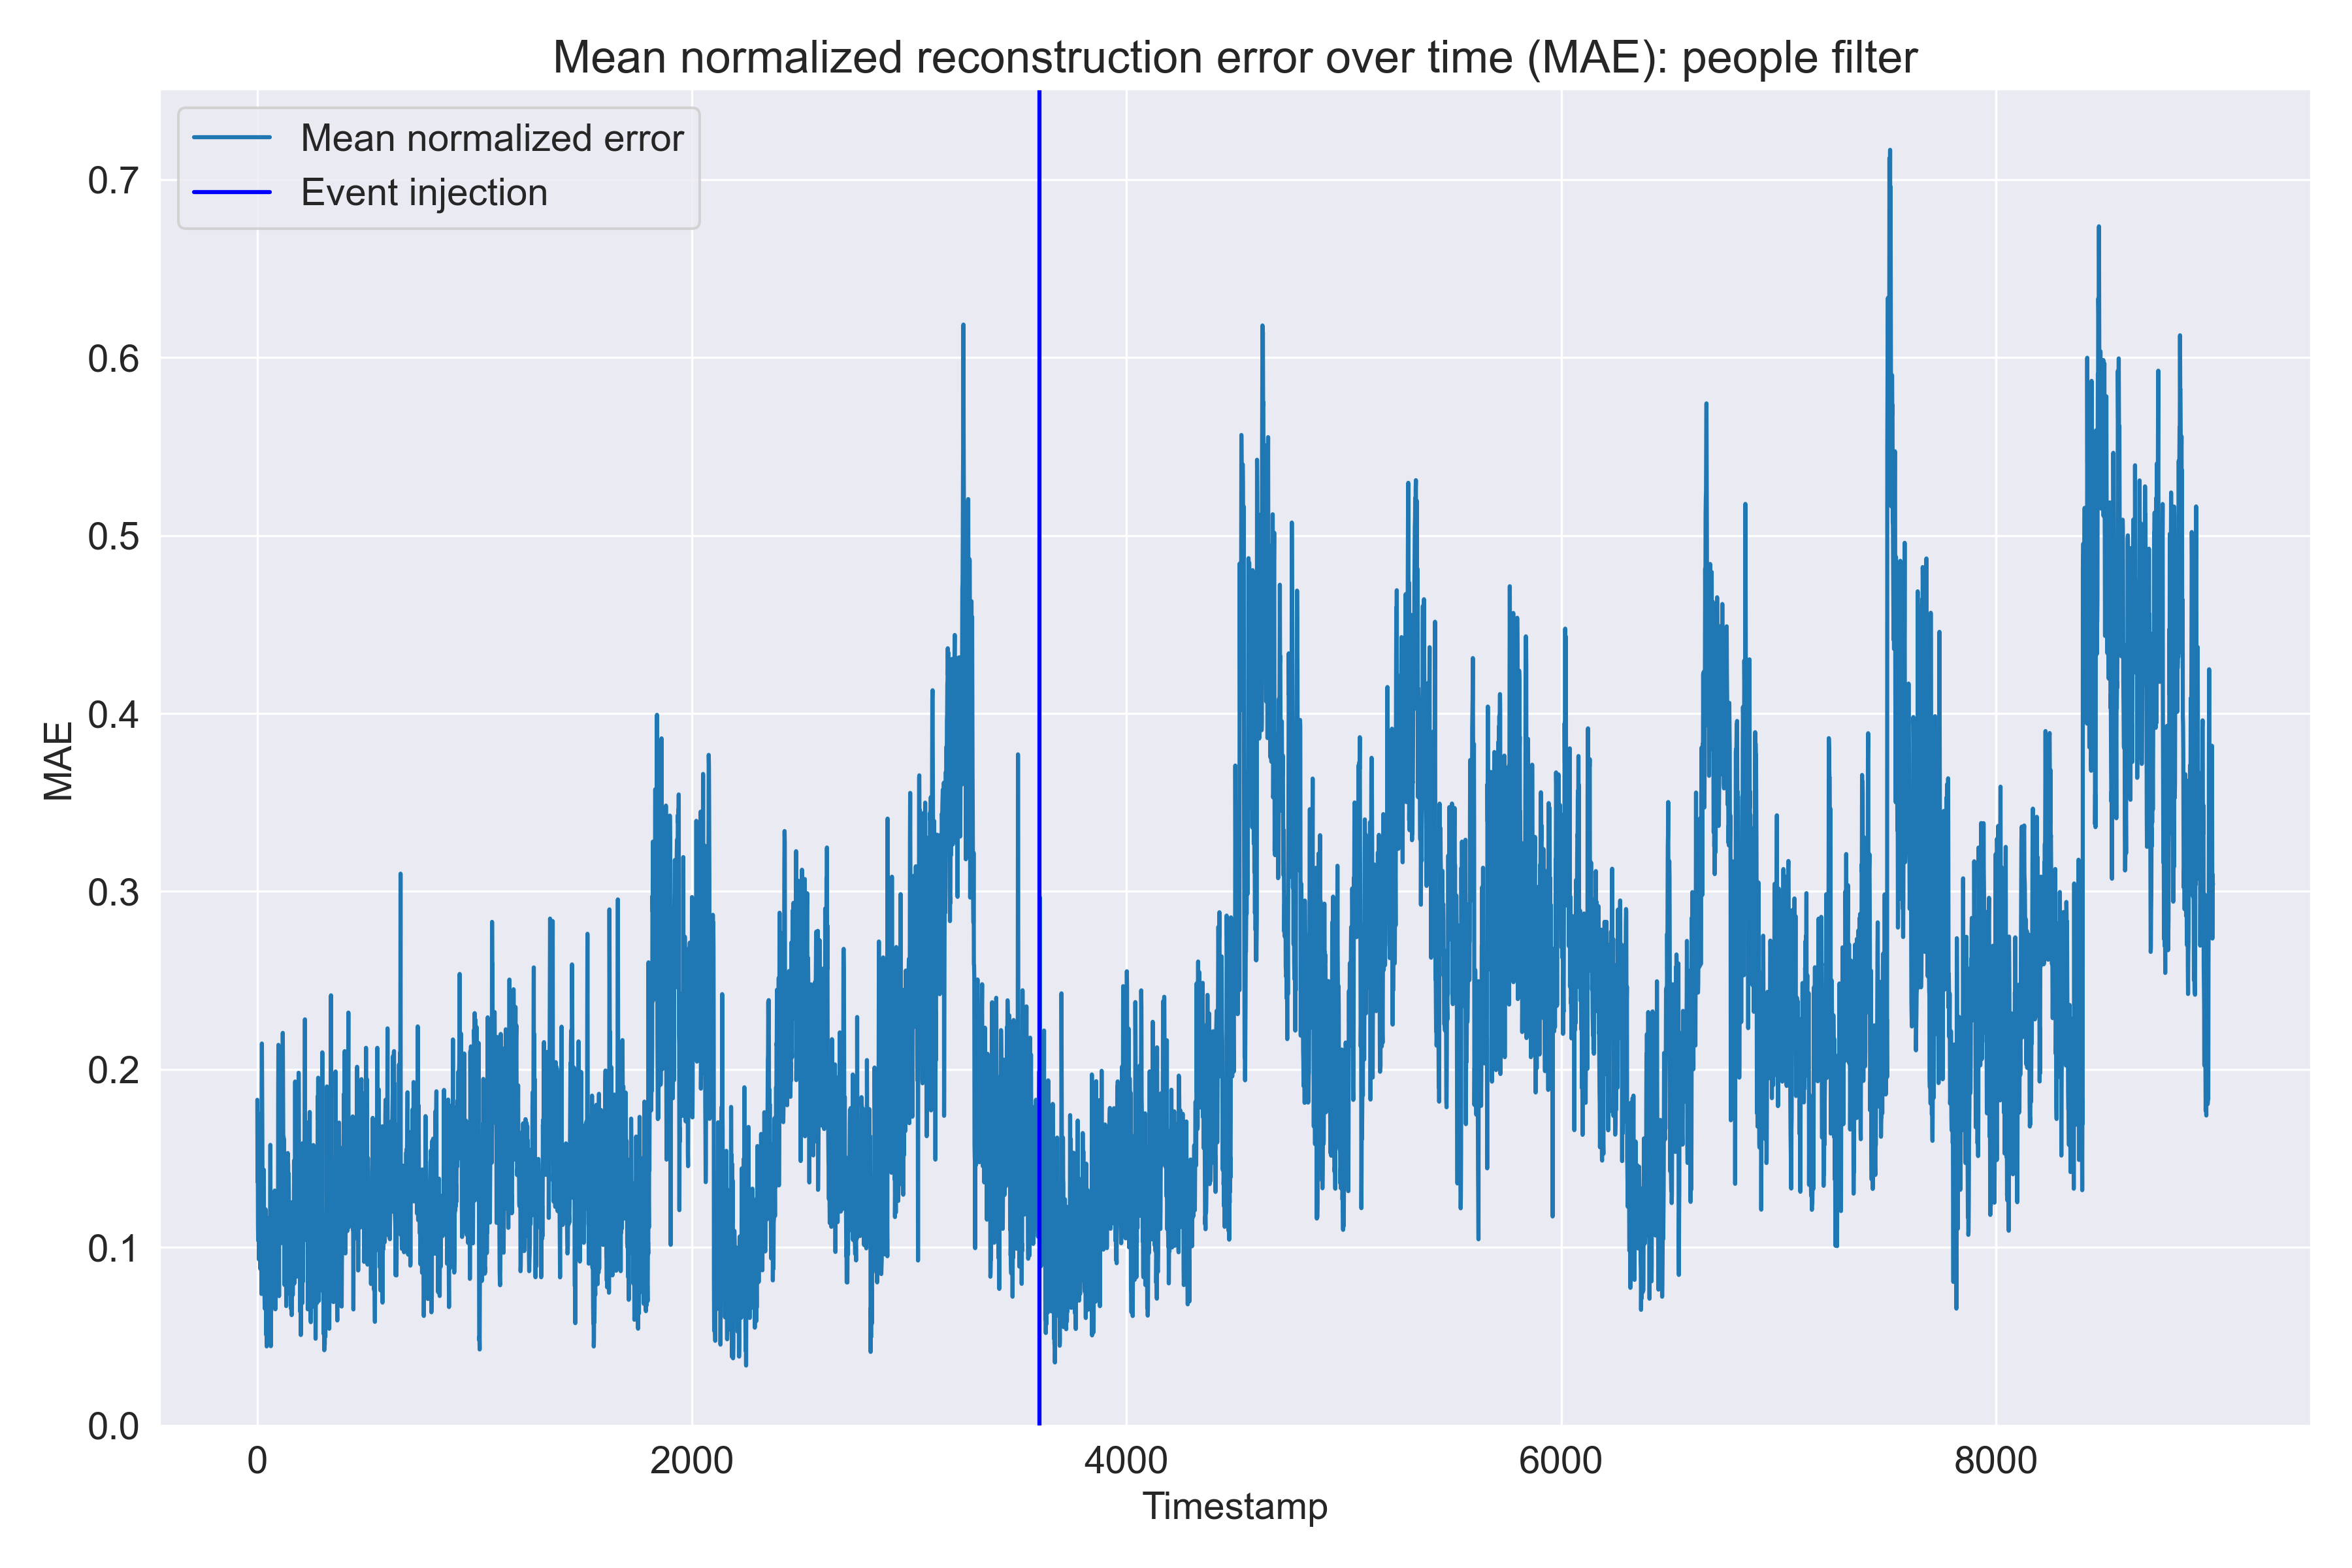 Mean normalized reconstruction error over time (MAE): people filter
Mean normalized error
Event injection
0.7
0.6
0.5
0.4
0.3
0.2
0.1
0.0
MAE
0 2000 4000 6000 8000
Timestamp